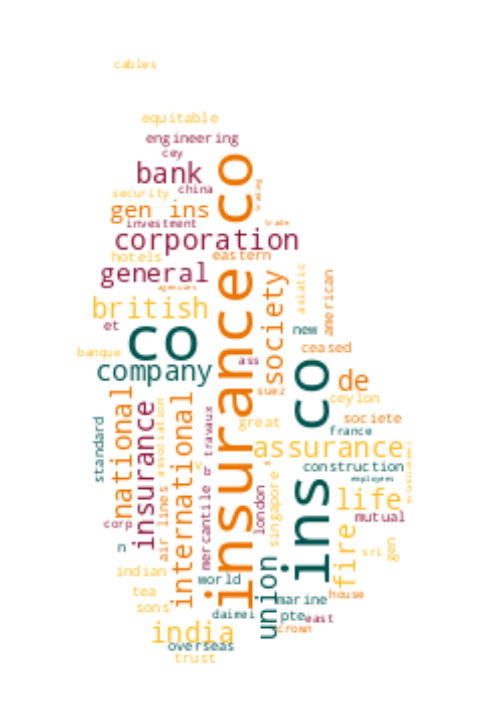 cables
equitable
engineering
cey
bank
china
security
gen ins
investment
trading
trade
corporation
hotels
eastern
general
agencies
british
et
co
banque
company
insurance co
society
asiatic
american
new
ass
ceased
ins co
de
suez
ceylon
societe
france
great
assurance
construction
employees
establishment
standard
national
insurance
association
international
mercantile
& travaux
london
singapore
life
mutual
corp
air lines
n
fire
sri
gen
indian
world
tea
sons
daimei
union
marine
house
pte
east
crown
india
overseas
trust